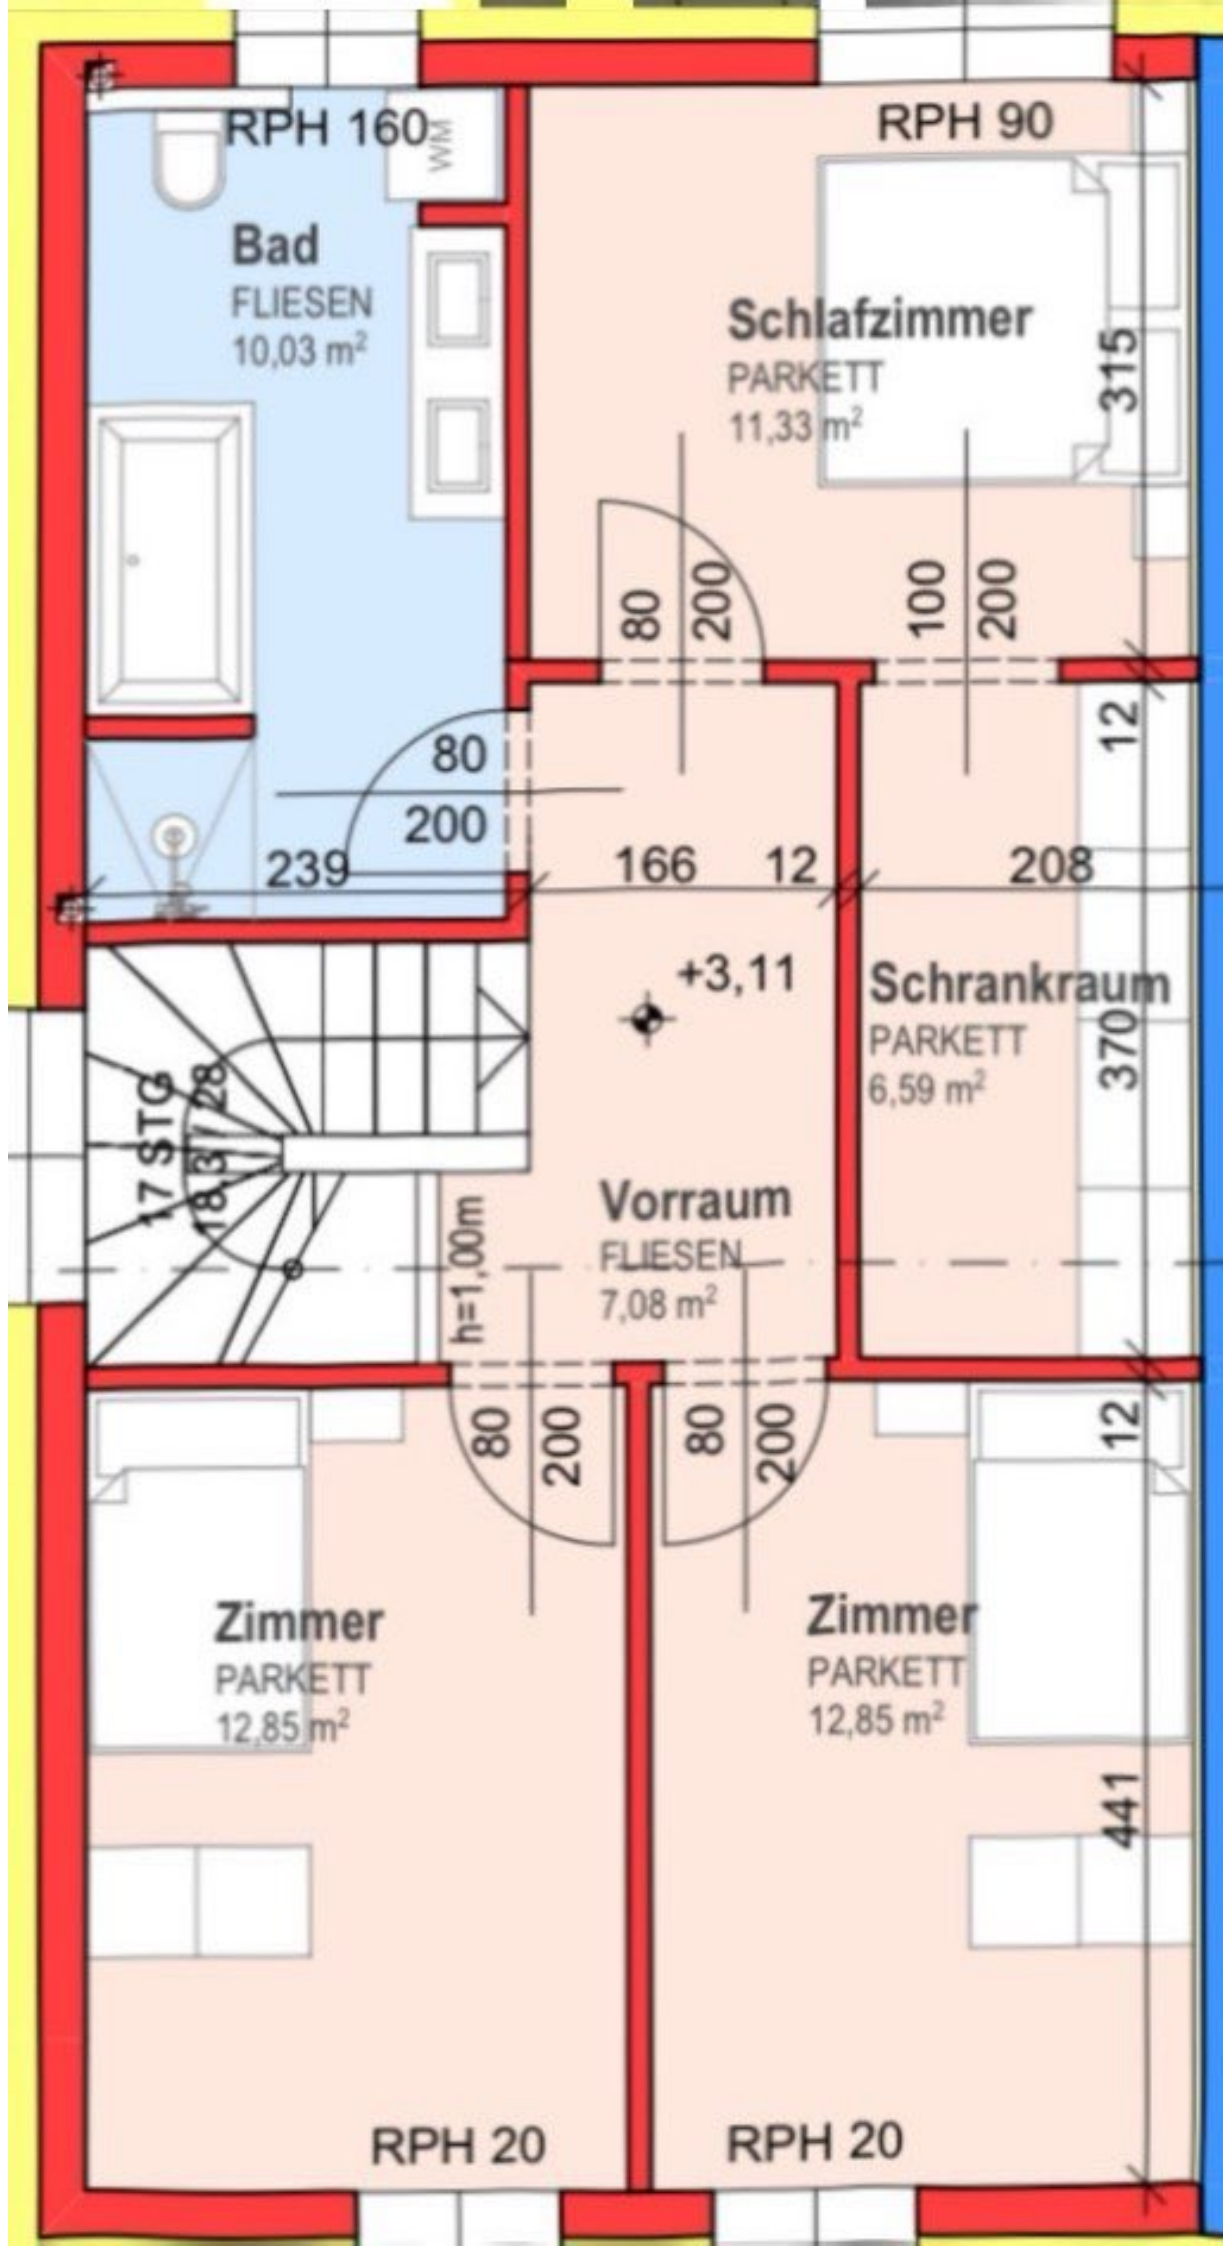 RPH 160
WM
RPH 90
Bad
FLIESEN
10,03 m²
Schlafzimmer
PARKETT
11,33 m²
315
80
200
100
200
12
80
200
239
166
12
208
+3,11
Schrankraum
PARKETT
6,59 m²
370
17 STG
18,3 / 28
h=1,00m
Vorraum
FLIESEN
7,08 m²
80
200
80
200
12
Zimmer
PARKETT
12,85 m²
Zimmer
PARKETT
12,85 m²
441
RPH 20
RPH 20